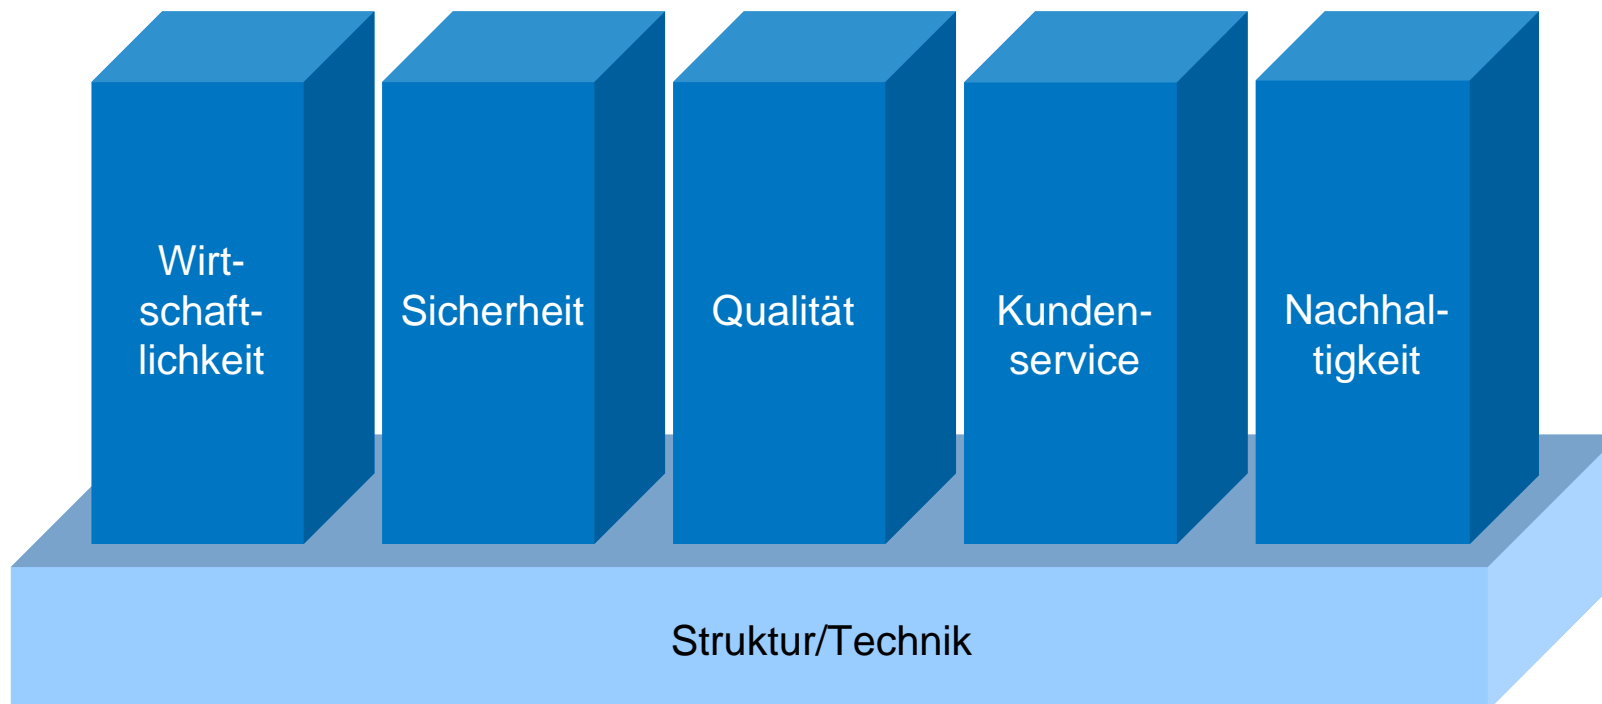 Wirt-
schaft-
lichkeit
Sicherheit
Qualität
Kunden-
service
Nachhal-
tigkeit
Struktur/Technik